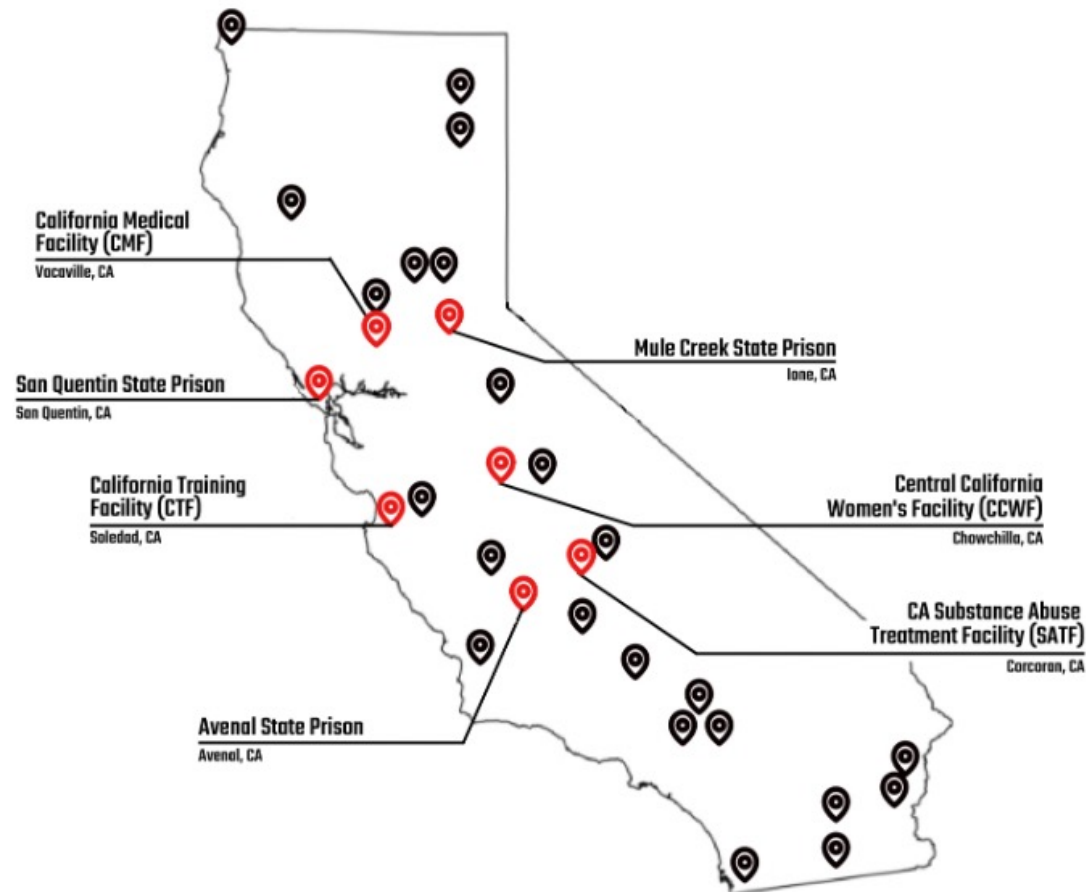 California Medical
Facility (CMF)
Vacaville, CA
Mule Creek State Prison
Ione, CA
San Quentin State Prison
San Quentin, CA
California Training
Facility (CTF)
Soledad, CA
Central California
Women's Facility (CCWF)
Chowchilla, CA
CA Substance Abuse
Treatment Facility (SATF)
Corcoran, CA
Avenal State Prison
Avenal, CA